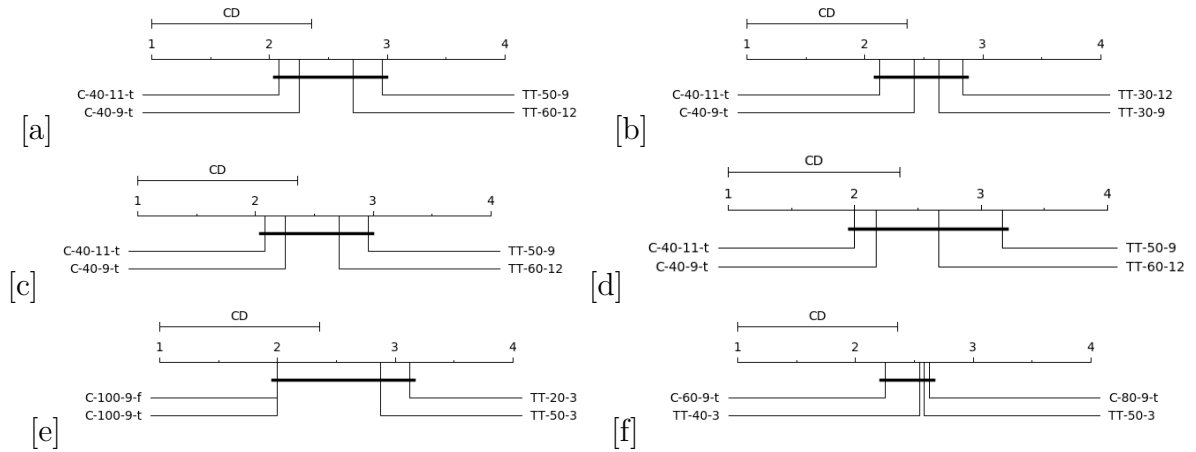 CD
1 2 3 4
C-40-11-t TT-50-9
C-40-9-t TT-60-12
[a]
CD
1 2 3 4
C-40-11-t TT-30-12
C-40-9-t TT-30-9
[b]
CD
1 2 3 4
C-40-11-t TT-50-9
C-40-9-t TT-60-12
[c]
CD
1 2 3 4
C-40-11-t TT-50-9
C-40-9-t TT-60-12
[d]
CD
1 2 3 4
C-100-9-f TT-20-3
C-100-9-t TT-50-3
[e]
CD
1 2 3 4
C-60-9-t C-80-9-t
TT-40-3 TT-50-3
[f]